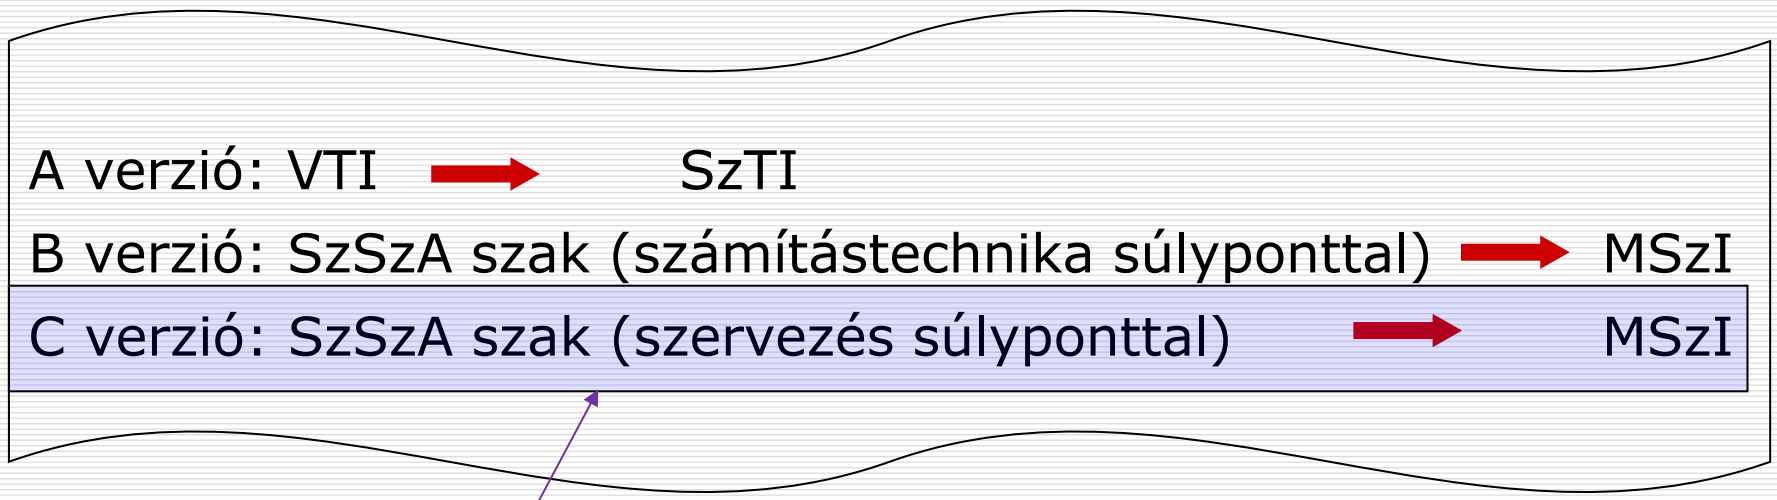 A verzió: VTI SzTI
B verzió: SzSzA szak (számítástechnika súlyponttal) MSzI
C verzió: SzSzA szak (szervezés súlyponttal) MSzI